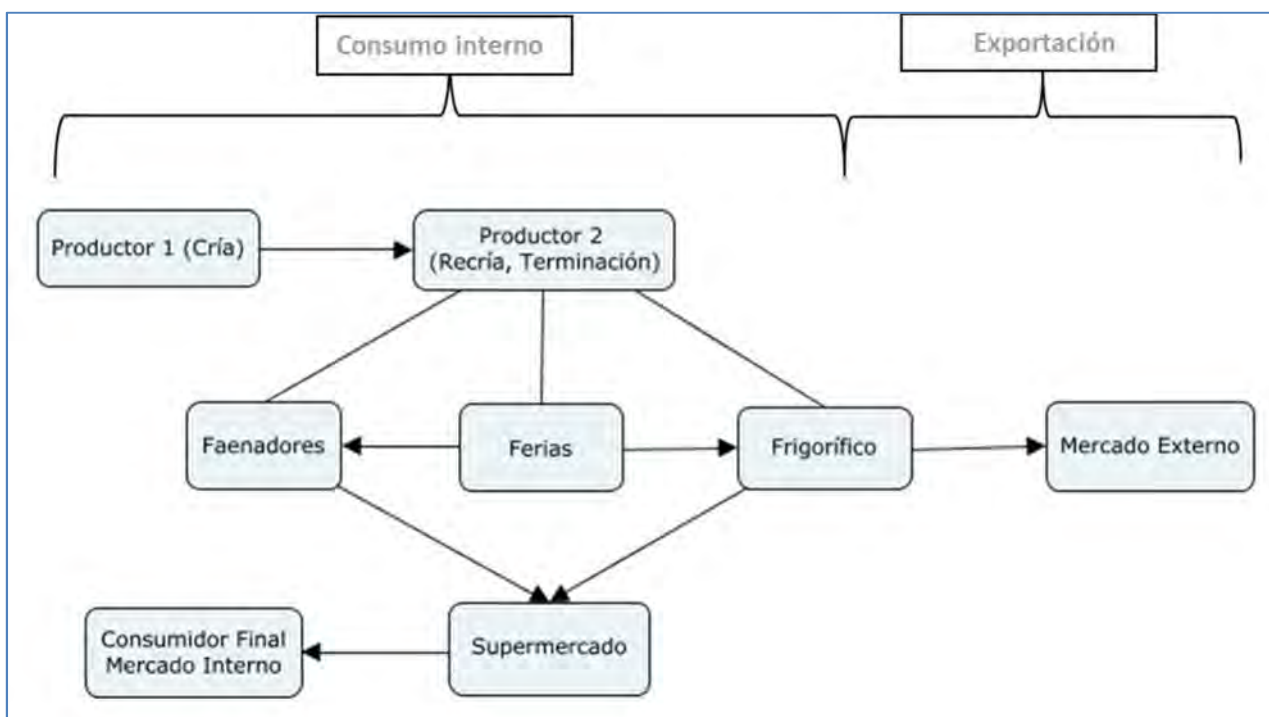 Consumo interno
Exportación
Productor 1 (Cría)
Productor 2
(Recría, Terminación)
Faenadores
Ferias
Frigorífico
Mercado Externo
Consumidor Final
Mercado Interno
Supermercado